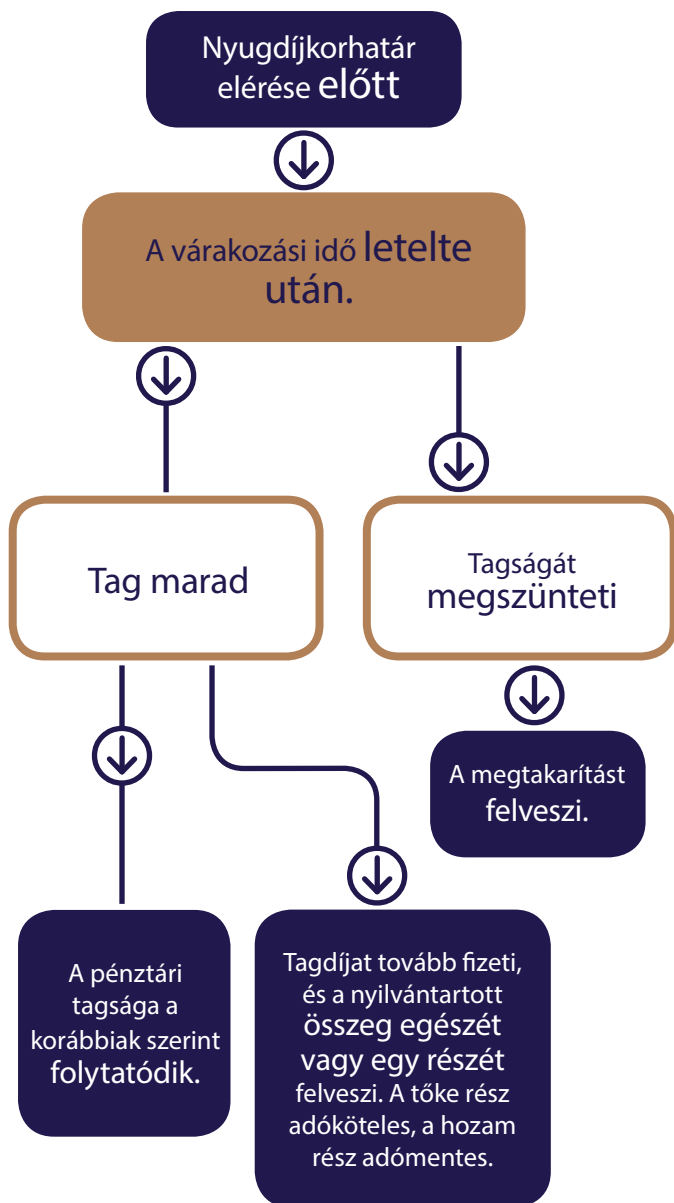 Nyugdíjkorhatár
elérése előtt
A várakozási idő letelte
után.
Tag marad
Tagságát
megszünteti
A megtakarítást
felveszi.
A pénztári
tagsága a
korábbiak szerint
folytatódik.
Tagdíjat tovább fizeti,
és a nyilvántartott
összeg egészét
vagy egy részét
felveszi. A tőke rész
adóköteles, a hozam
rész adómentes.